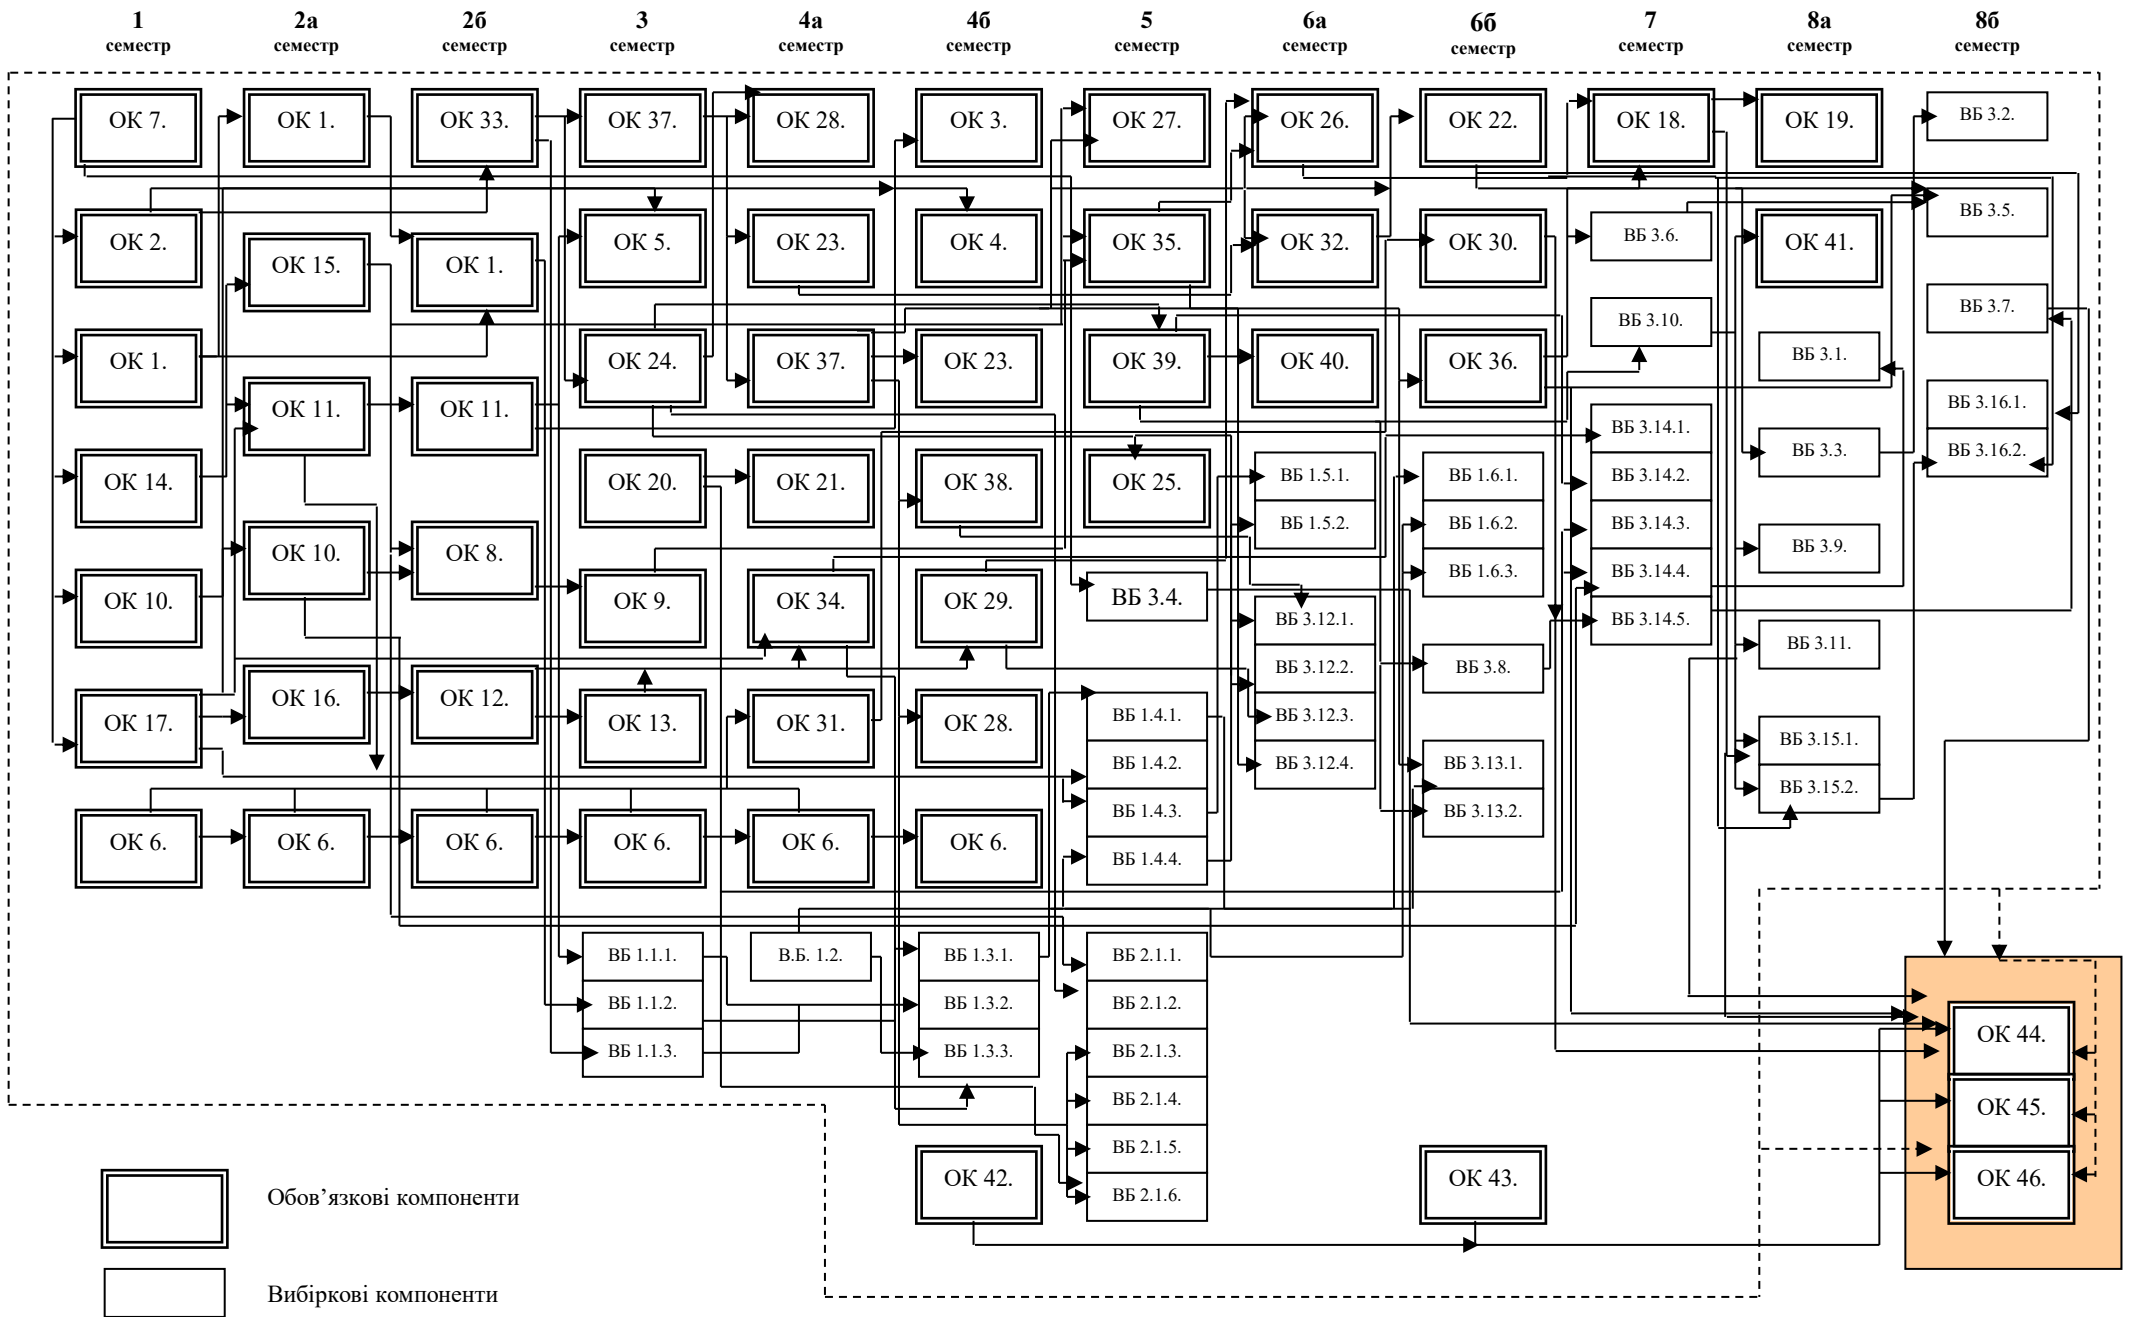 1
семестр
2а
семестр
2б
семестр
3
семестр
4а
семестр
4б
семестр
5
семестр
6а
семестр
6б
семестр
7
семестр
8а
семестр
8б
семестр
ОК 7.
ОК 2.
ОК 1.
ОК 14.
ОК 10.
ОК 17.
ОК 6.
ОК 1.
ОК 15.
ОК 11.
ОК 10.
ОК 16.
ОК 6.
ОК 33.
ОК 1.
ОК 11.
ОК 8.
ОК 12.
ОК 6.
ОК 37.
ОК 5.
ОК 24.
ОК 20.
ОК 9.
ОК 13.
ОК 6.
ВБ 1.1.1.
ВБ 1.1.2.
ВБ 1.1.3.
ОК 28.
ОК 23.
ОК 37.
ОК 21.
ОК 34.
ОК 31.
ОК 6.
В.Б. 1.2.
ОК 3.
ОК 4.
ОК 23.
ОК 38.
ОК 29.
ОК 28.
ОК 6.
ВБ 1.3.1.
ВБ 1.3.2.
ВБ 1.3.3.
ОК 42.
ОК 27.
ОК 35.
ОК 39.
ОК 25.
ВБ 3.4.
ВБ 1.4.1.
ВБ 1.4.2.
ВБ 1.4.3.
ВБ 1.4.4.
ВБ 2.1.1.
ВБ 2.1.2.
ВБ 2.1.3.
ВБ 2.1.4.
ВБ 2.1.5.
ВБ 2.1.6.
ОК 26.
ОК 32.
ОК 40.
ВБ 1.5.1.
ВБ 1.5.2.
ВБ 3.12.1.
ВБ 3.12.2.
ВБ 3.12.3.
ВБ 3.12.4.
ОК 22.
ОК 30.
ОК 36.
ВБ 1.6.1.
ВБ 1.6.2.
ВБ 1.6.3.
ВБ 3.8.
ВБ 3.13.1.
ВБ 3.13.2.
ОК 43.
ОК 18.
ВБ 3.6.
ВБ 3.10.
ВБ 3.14.1.
ВБ 3.14.2.
ВБ 3.14.3.
ВБ 3.14.4.
ВБ 3.14.5.
ОК 19.
ОК 41.
ВБ 3.1.
ВБ 3.3.
ВБ 3.9.
ВБ 3.11.
ВБ 3.15.1.
ВБ 3.15.2.
ВБ 3.2.
ВБ 3.5.
ВБ 3.7.
ВБ 3.16.1.
ВБ 3.16.2.
ОК 44.
ОК 45.
ОК 46.
Обов’язкові компоненти
Вибіркові компоненти